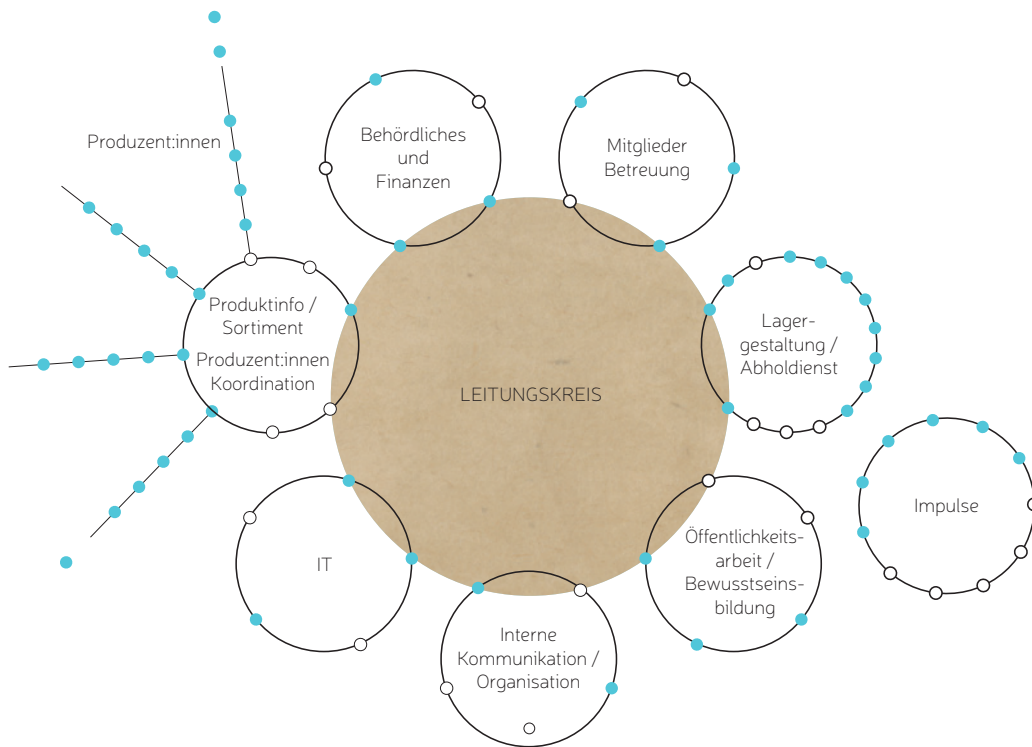 Produzent:innen
Behördliches
und
Finanzen
Mitglieder
Betreuung
Produktinfo /
Sortiment
Produzent:innen
Koordination
LEITUNGSKREIS
Lager-
gestaltung /
Abholdienst
Impulse
IT
Öffentlichkeits-
arbeit /
Bewusstseins-
bildung
Interne
Kommunikation /
Organisation